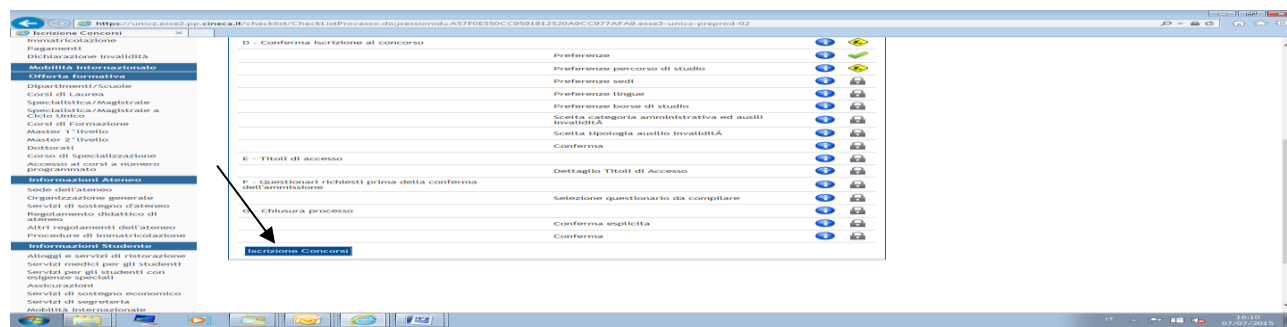 https://unicz.esse3.pp.cineca.it/checklist/CheckListProcesso.do;jsessionid=A57F0E550CC9591812520A9CC977AFA9.esse3-unicz-preprod-02
Iscrizione Concorsi
Immatricolazione
Pagamenti
Dichiarazione Invalidità
Mobilità Internazionale
Offerta formativa
Dipartimenti/Scuole
Corsi di Laurea
Specialistica/Magistrale
Specialistica/Magistrale a
Ciclo Unico
Corsi di Formazione
Master 1°livello
Master 2°livello
Dottorati
Corso di Specializzazione
Accesso ai corsi a numero
programmato
Informazioni Ateneo
Sede dell'ateneo
Organizzazione generale
Servizi di sostegno d'ateneo
Regolamento didattico di
ateneo
Altri regolamenti dell'ateneo
Procedure di Immatricolazione
Informazioni Studente
Alloggi e servizi di ristorazione
Servizi medici per gli studenti
Servizi per gli studenti con
esigenze speciali
Assicurazioni
Servizi di sostegno economico
Servizi di segreteria
Mobilità Internazionale
D - Conferma iscrizione al concorso
Preferenze
Preferenze percorso di studio
Preferenze sedi
Preferenze lingue
Preferenze borse di studio
Scelta categoria amministrativa ed ausili
invaliditÃ
Scelta tipologia ausilio invaliditÃ
Conferma
E - Titoli di accesso
Dettaglio Titoli di Accesso
F - Questionari richiesti prima della conferma
dell'ammissione
Selezione questionario da compilare
G - Chiusura processo
Conferma esplicita
Conferma
Iscrizione Concorsi
IT
16:10
07/07/2015